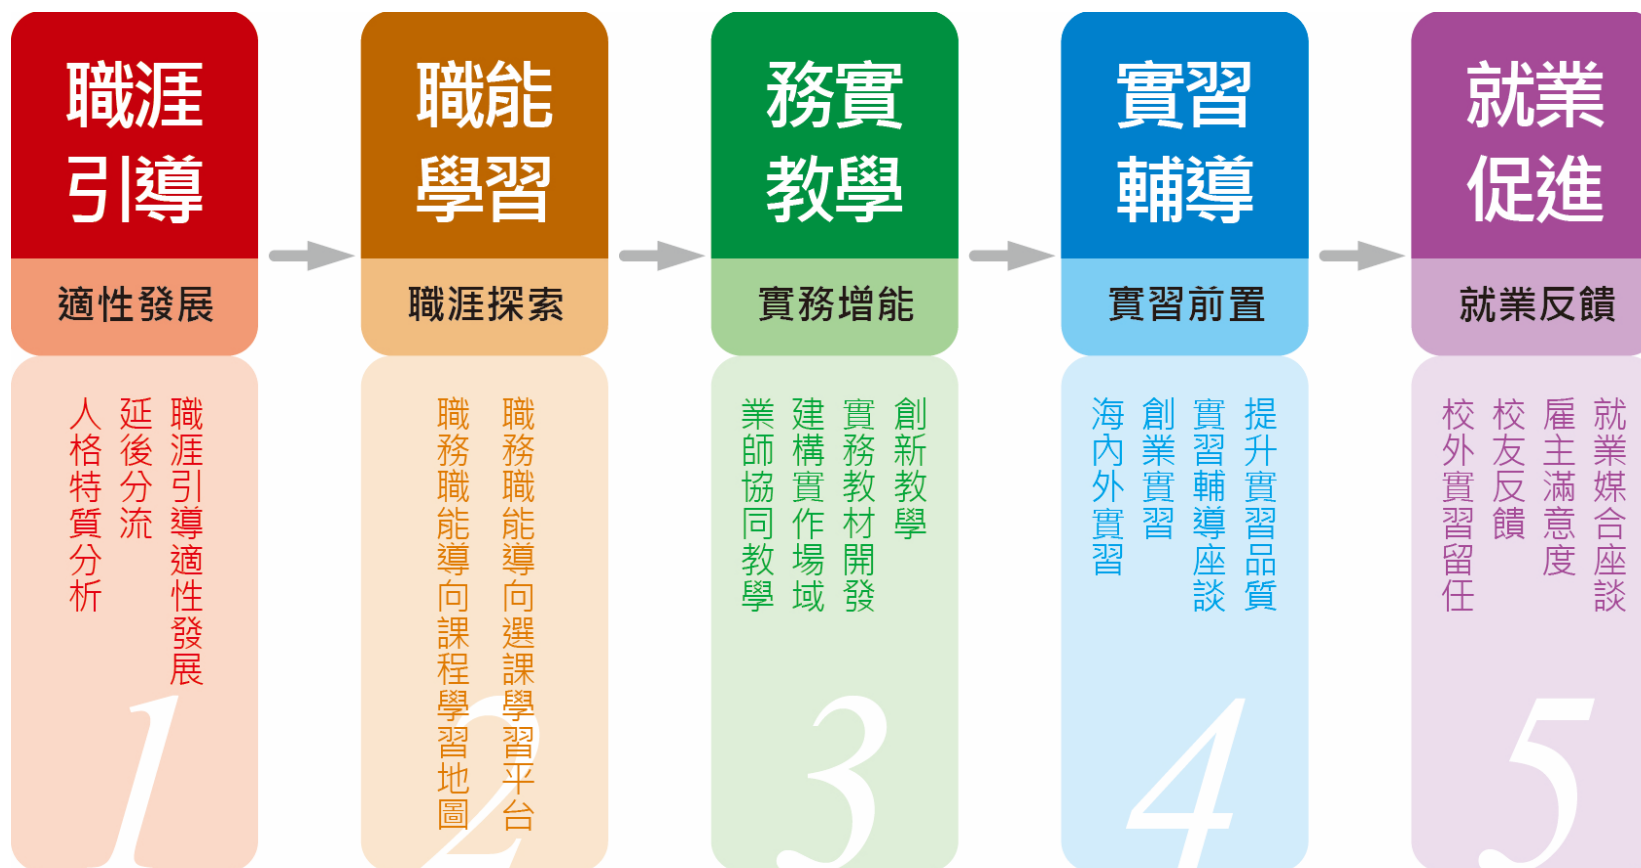 職涯
引導
適性發展
職涯引導適性發展
延後分流
人格特質分析
1
職能
學習
職涯探索
職務職能導向選課學習平台
職務職能導向課程學習地圖
2
務實
教學
實務增能
創新教學
實務教材開發
建構實作場域
業師協同教學
3
實習
輔導
實習前置
提升實習品質
實習輔導座談
創業實習
海內外實習
4
就業
促進
就業反饋
就業媒合座談
雇主滿意度
校友反饋
校外實習留任
5